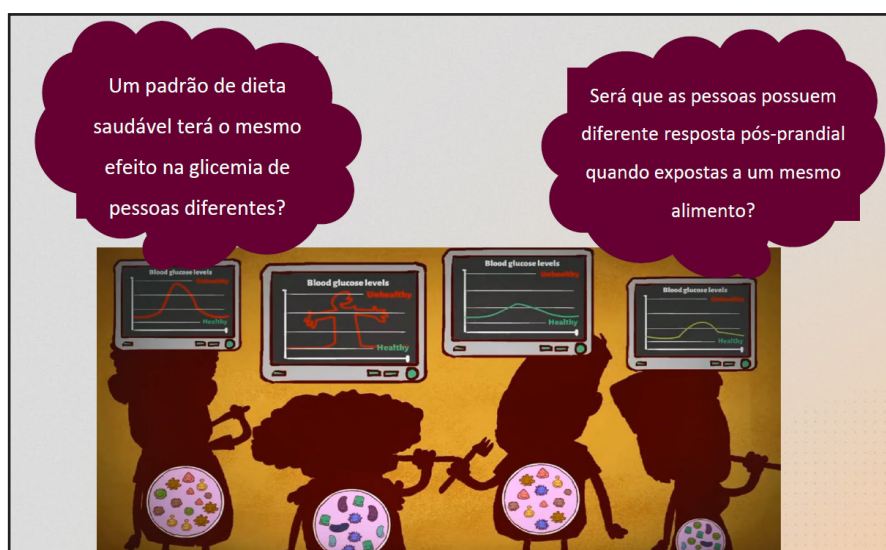 Um padrão de dieta
saudável terá o mesmo
efeito na glicemia de
pessoas diferentes?
Será que as pessoas possuem
diferente resposta pós-prandial
quando expostas a um mesmo
alimento?
Blood glucose levels
Unhealthy
Healthy
Blood glucose levels
Unhealthy
Healthy
Blood glucose levels
Unhealthy
Healthy
Blood glucose levels
Unhealthy
Healthy